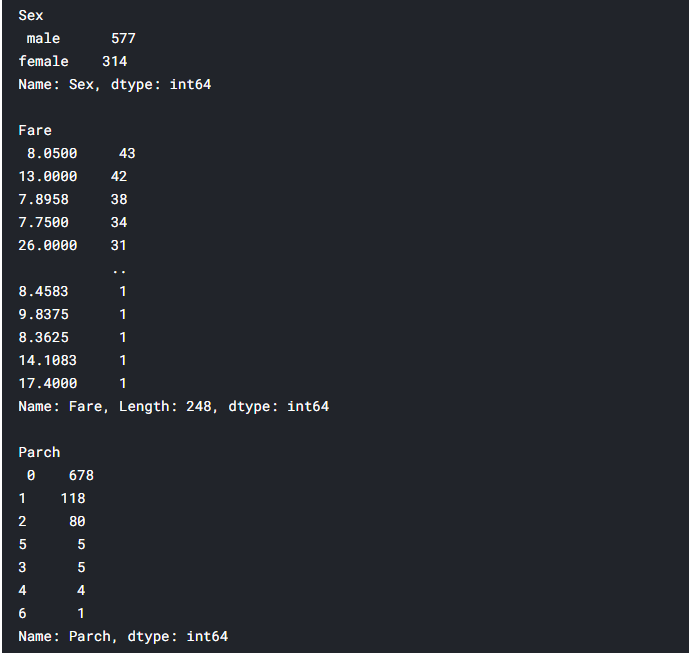 Sex
 male      577
female    314
Name: Sex, dtype: int64

Fare
 8.0500     43
13.0000    42
7.8958     38
7.7500     34
26.0000    31
           ..
8.4583      1
9.8375      1
8.3625      1
14.1083     1
17.4000     1
Name: Fare, Length: 248, dtype: int64

Parch
 0    678
1    118
2     80
5      5
3      5
4      4
6      1
Name: Parch, dtype: int64